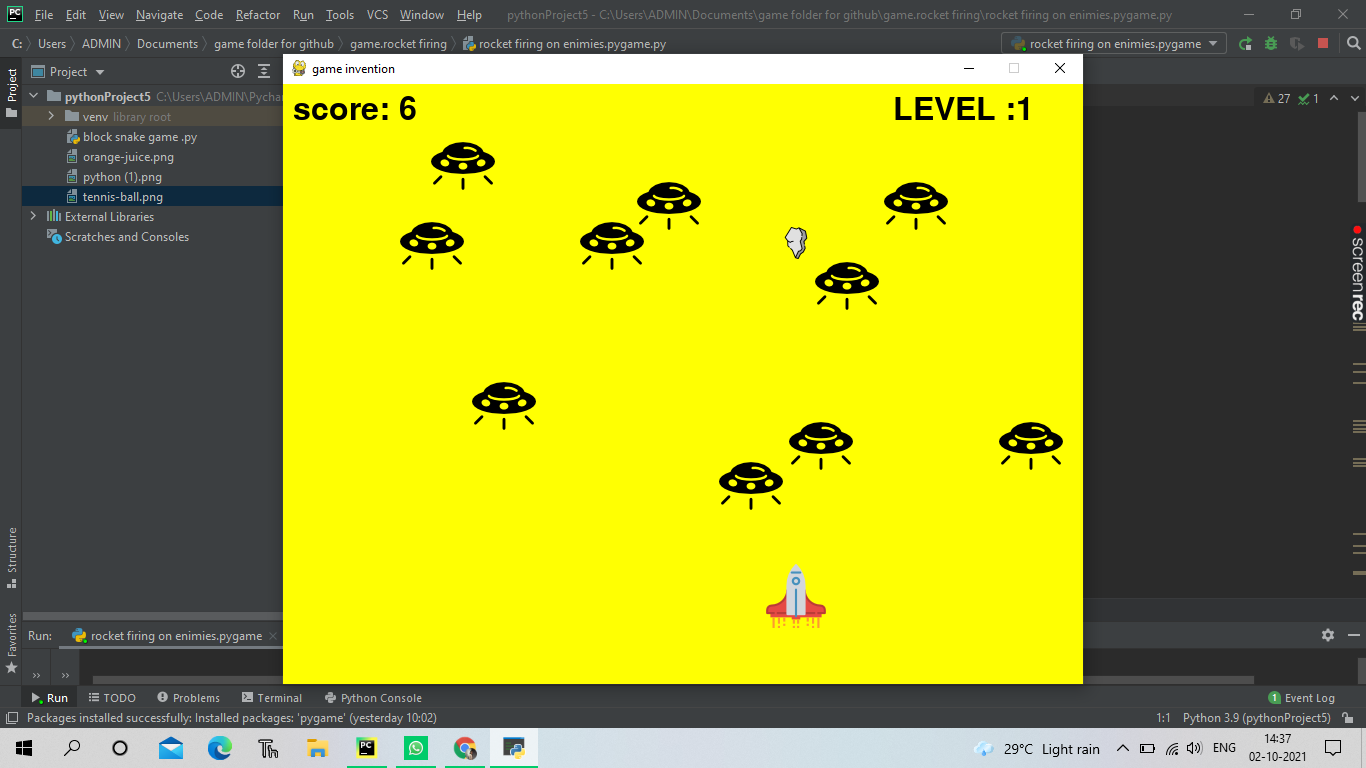 PC File Edit View Navigate Code Refactor Run Tools VCS Window Help pythonProject5 - C:\Users\ADMIN\Documents\game folder for github\game.rocket firing\rocket firing on enimies.pygame.py
C: Users ADMIN Documents game folder for github game.rocket firing rocket firing on enimies.pygame.py rocket firing on enimies.pygame
Project
Project
game invention
pythonProject5 C:\Users\ADMIN\Pycha
27 1
score: 6
LEVEL :1
venv library root
block snake game .py
orange-juice.png
python (1).png
tennis-ball.png
External Libraries
Scratches and Consoles
screenrec
Structure
Favorites
Run: rocket firing on enimies.pygame
Run TODO Problems Terminal Python Console 1 Event Log
Packages installed successfully: Installed packages: 'pygame' (yesterday 10:02) 1:1 Python 3.9 (pythonProject5)
Th PC 29°C Light rain ENG 14:37
02-10-2021